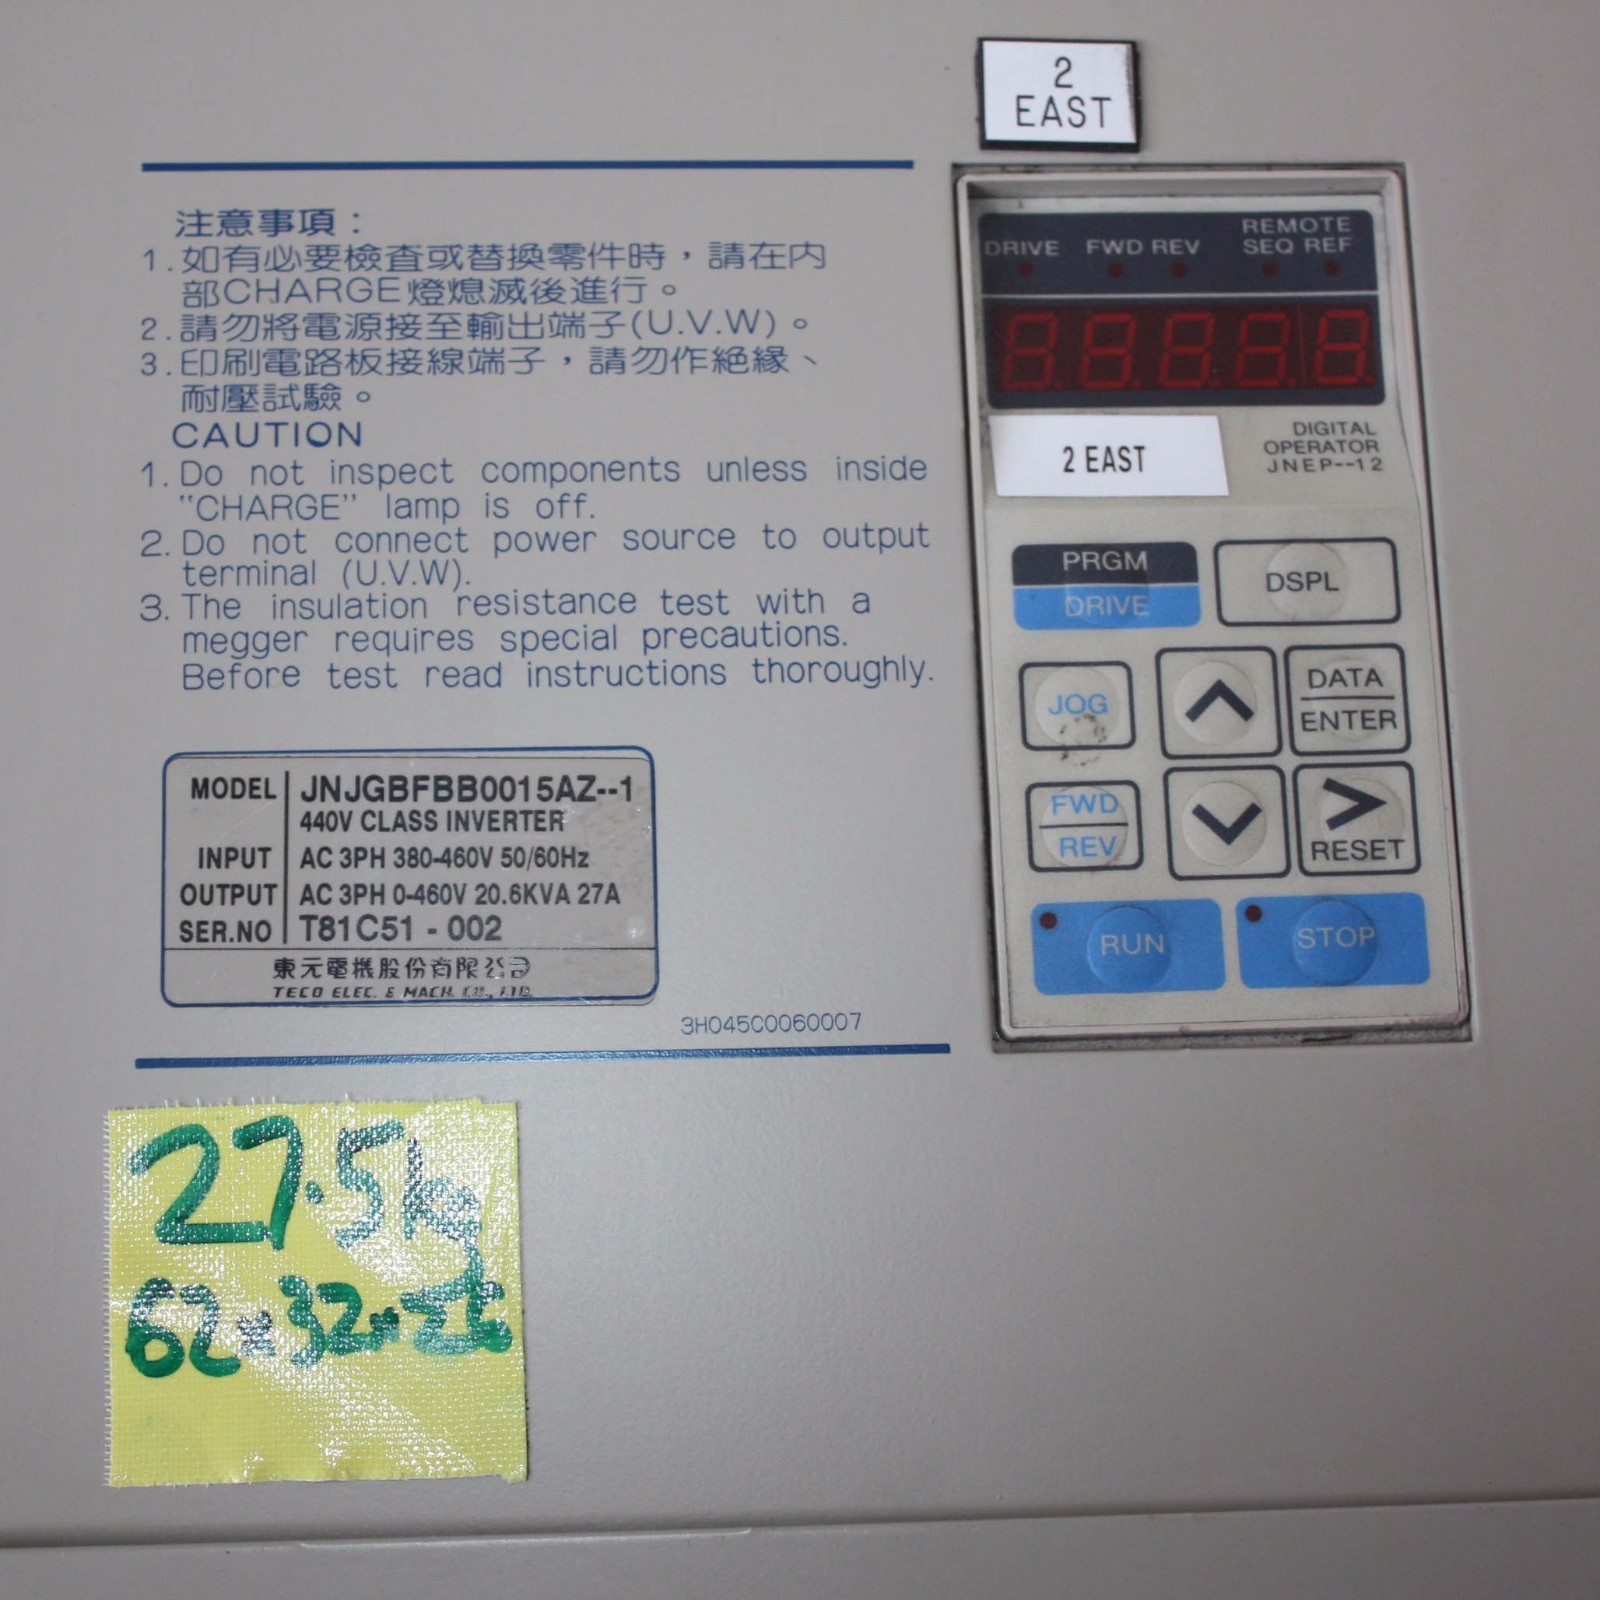 2
EAST
注意事項：
1. 如有必要檢查或替換零件時，請在內
部CHARGE燈熄滅後進行。
2. 請勿將電源接至輸出端子(U.V.W)。
3. 印刷電路板接線端子，請勿作絕緣、
耐壓試驗。
CAUTION
1. Do not inspect components unless inside
"CHARGE" lamp is off.
2. Do not connect power source to output
terminal (U.V.W).
3. The insulation resistance test with a
megger requires special precautions.
Before test read instructions thoroughly.
MODEL JNJGBFBB0015AZ--1
440V CLASS INVERTER
INPUT AC 3PH 380-460V 50/60Hz
OUTPUT AC 3PH 0-460V 20.6KVA 27A
SER.NO T81C51 - 002
東元電機股份有限公司
TECO ELEC. & MACH. CO., LTD.
3H045C0060007
REMOTE
DRIVE FWD REV SEQ REF
2 EAST
DIGITAL
OPERATOR
JNEP--12
PRGM
DRIVE
DSPL
JOG
DATA
ENTER
FWD
REV
RESET
RUN
STOP
27.5kg
62*32*